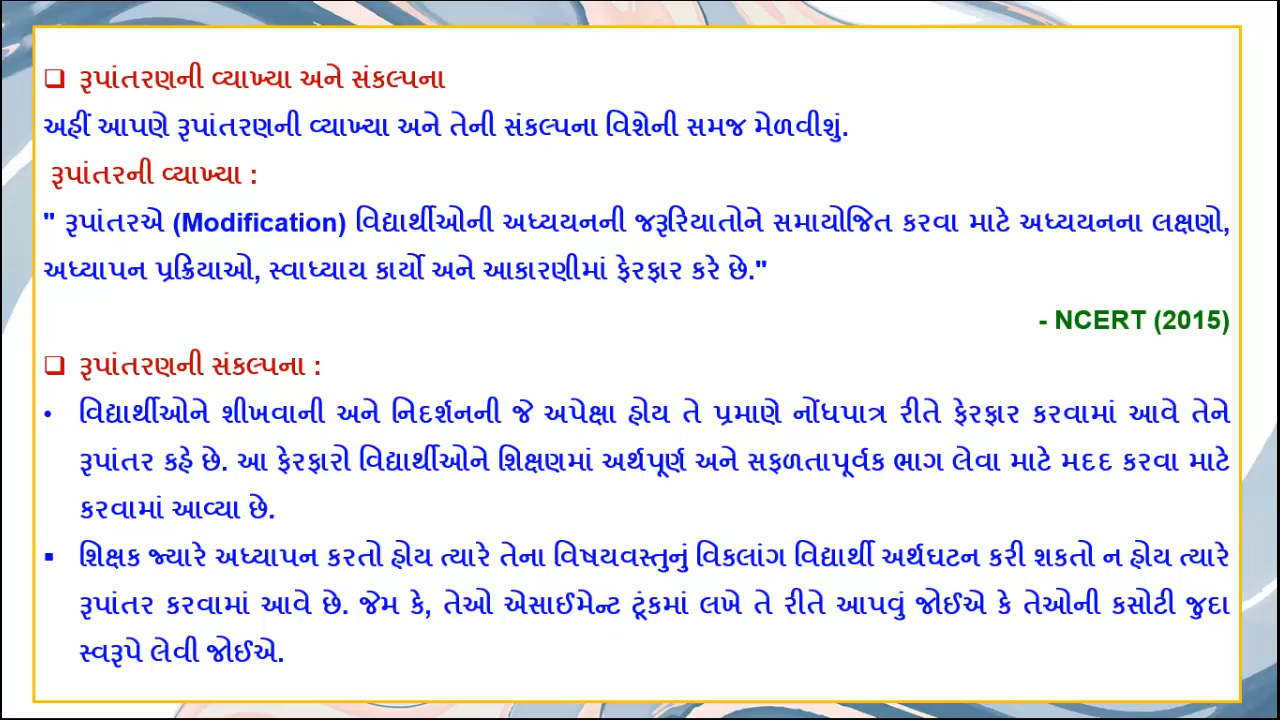 ❑ રૂપાંતરણની વ્યાખ્યા અને સંકલ્પના
અહીં આપણે રૂપાંતરણની વ્યાખ્યા અને તેની સંકલ્પના વિશેની સમજ મેળવીશું.
રૂપાંતરની વ્યાખ્યા :
" રૂપાંતરએ (Modification) વિદ્યાર્થીઓની અધ્યયનની જરૂરિયાતોને સમાયોજિત કરવા માટે અધ્યયનના લક્ષણો,
અધ્યાપન પ્રક્રિયાઓ, સ્વાધ્યાય કાર્યો અને આકારણીમાં ફેરફાર કરે છે."
- NCERT (2015)
❑ રૂપાંતરણની સંકલ્પના :
• વિદ્યાર્થીઓને શીખવાની અને નિદર્શનની જે અપેક્ષા હોય તે પ્રમાણે નોંધપાત્ર રીતે ફેરફાર કરવામાં આવે તેને
રૂપાંતર કહે છે. આ ફેરફારો વિદ્યાર્થીઓને શિક્ષણમાં અર્થપૂર્ણ અને સફળતાપૂર્વક ભાગ લેવા માટે મદદ કરવા માટે
કરવામાં આવ્યા છે.
▪ શિક્ષક જ્યારે અધ્યાપન કરતો હોય ત્યારે તેના વિષયવસ્તુનું વિકલાંગ વિદ્યાર્થી અર્થઘટન કરી શકતો ન હોય ત્યારે
રૂપાંતર કરવામાં આવે છે. જેમ કે, તેઓ એસાઈમેન્ટ ટૂંકમાં લખે તે રીતે આપવું જોઈએ કે તેઓની કસોટી જુદા
સ્વરૂપે લેવી જોઈએ.